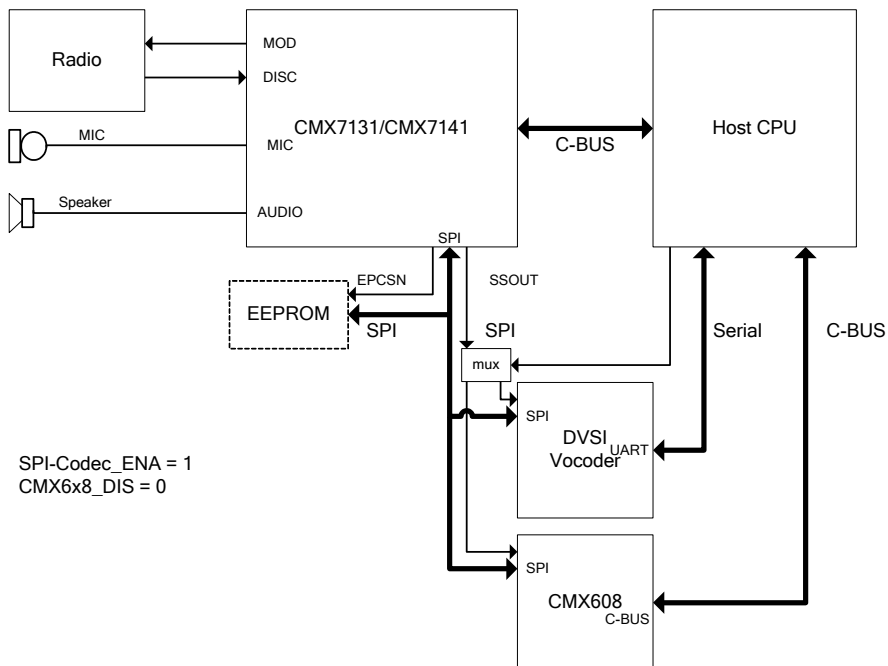 MOD
Radio
DISC
CMX7131/CMX7141
Host CPU
MIC
MIC
C-BUS
Speaker
AUDIO
SPI
EPCSN
SSOUT
EEPROM
SPI
SPI
Serial
C-BUS
mux
SPI
DVSI
Vocoder
UART
SPI-Codec_ENA = 1
CMX6x8_DIS = 0
SPI
CMX608
C-BUS